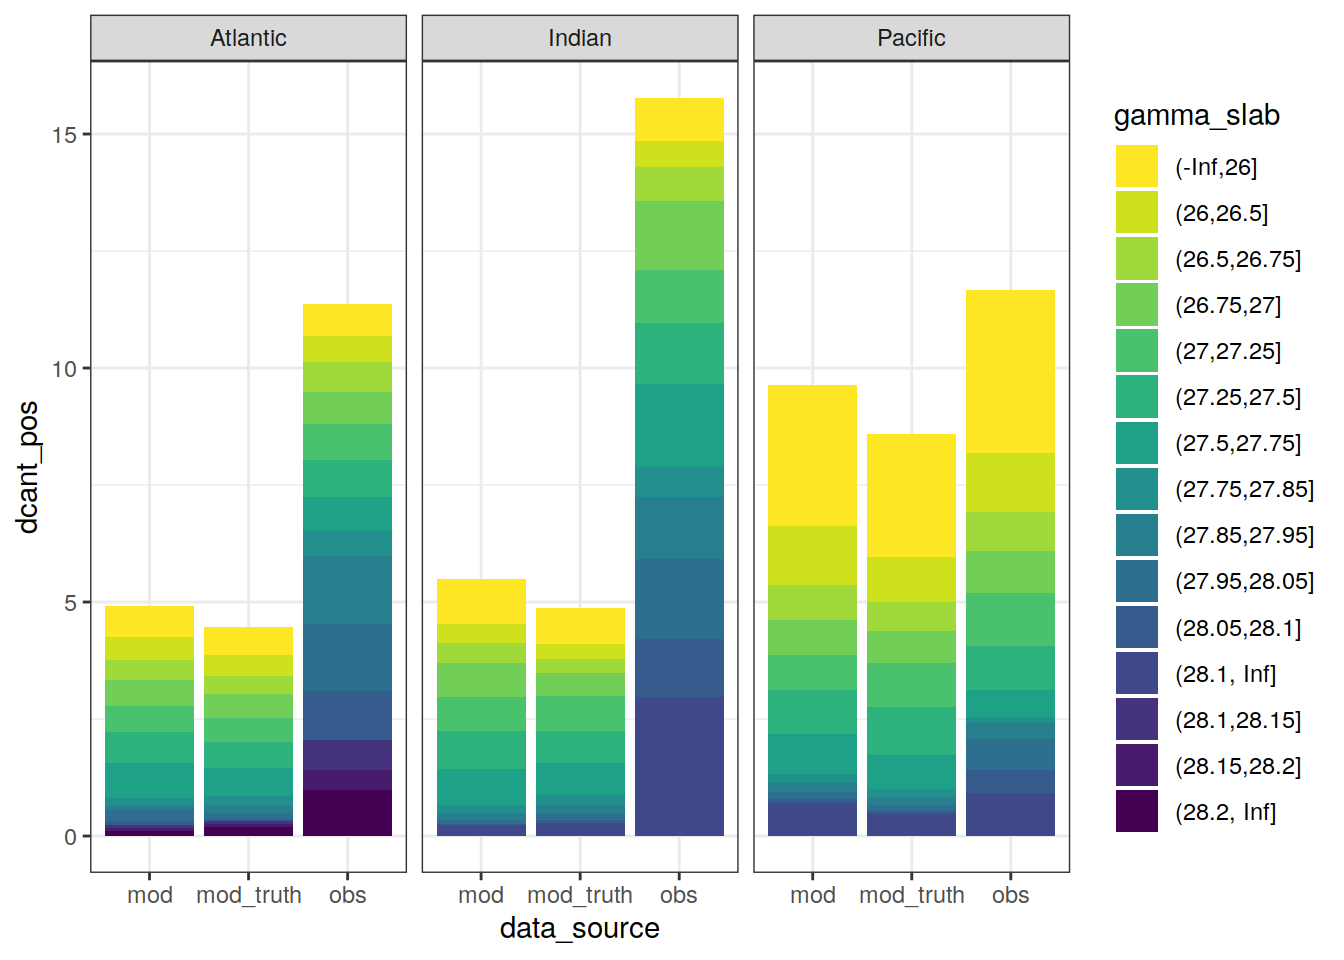 Atlantic
Indian
Pacific
dcant_pos
15
10
5
0
mod mod_truth obs
mod mod_truth obs
mod mod_truth obs
data_source
gamma_slab
(-Inf,26]
(26,26.5]
(26.5,26.75]
(26.75,27]
(27,27.25]
(27.25,27.5]
(27.5,27.75]
(27.75,27.85]
(27.85,27.95]
(27.95,28.05]
(28.05,28.1]
(28.1, Inf]
(28.1,28.15]
(28.15,28.2]
(28.2, Inf]